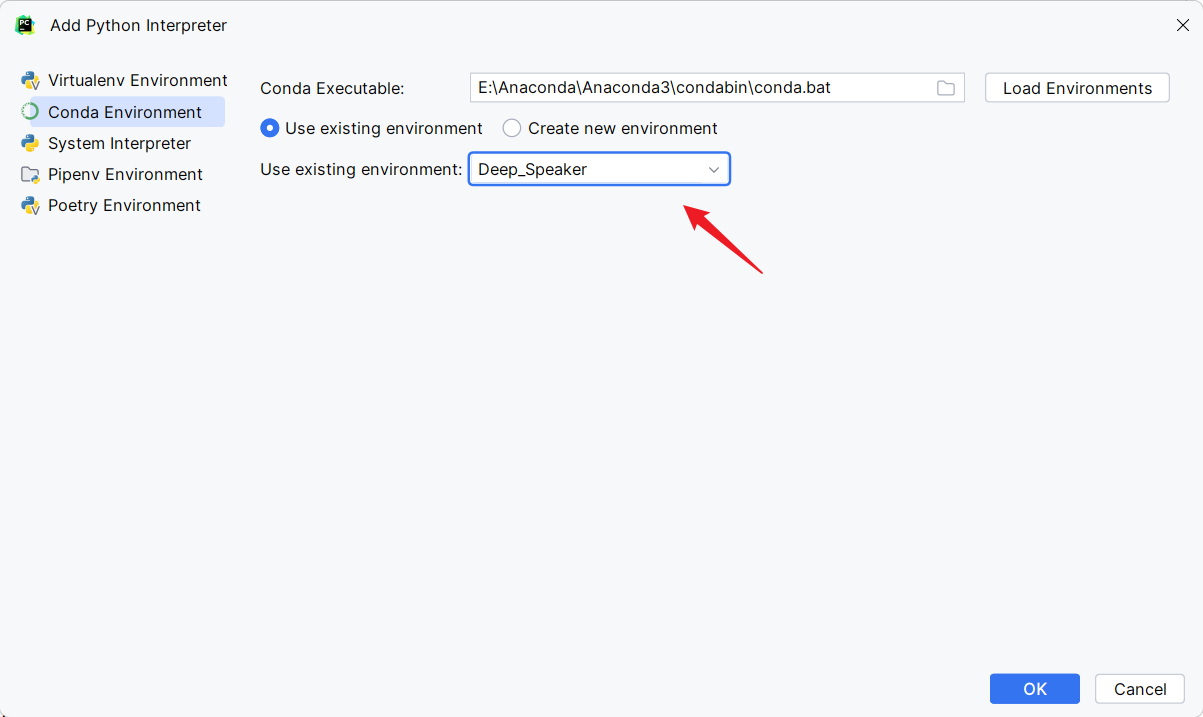 Add Python Interpreter
Virtualenv Environment
Conda Environment
System Interpreter
Pipenv Environment
Poetry Environment
Conda Executable: E:\Anaconda\Anaconda3\condabin\conda.bat Load Environments
Use existing environment Create new environment
Use existing environment: Deep_Speaker
OK Cancel